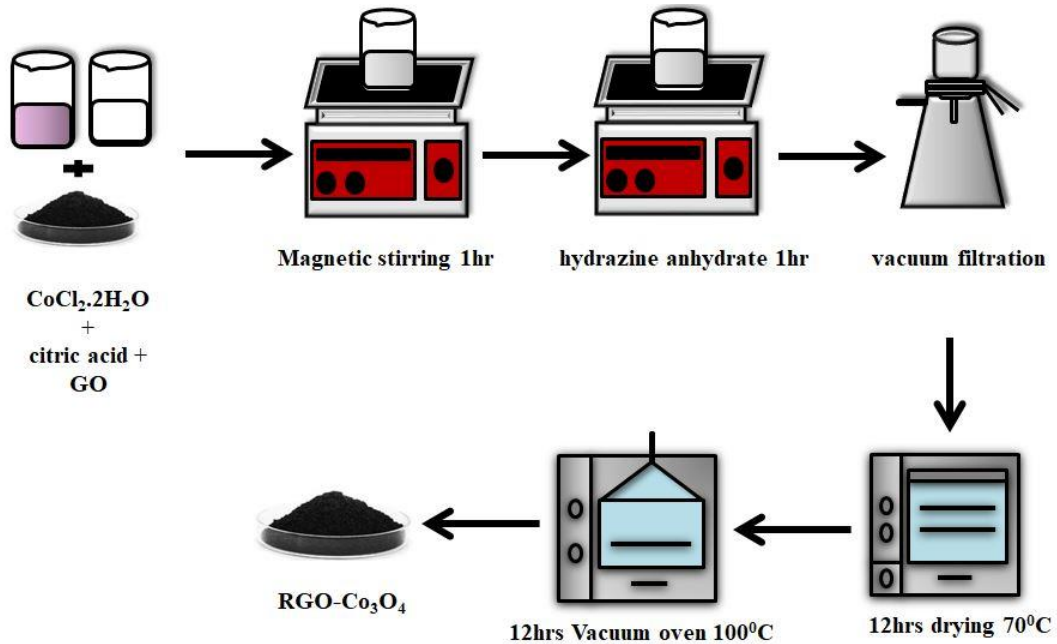 Magnetic stirring 1hr
hydrazine anhydrate 1hr
vacuum filtration
CoCl₂.2H₂O
+
citric acid +
GO
12hrs drying 70⁰C
12hrs Vacuum oven 100⁰C
RGO-Co₃O₄